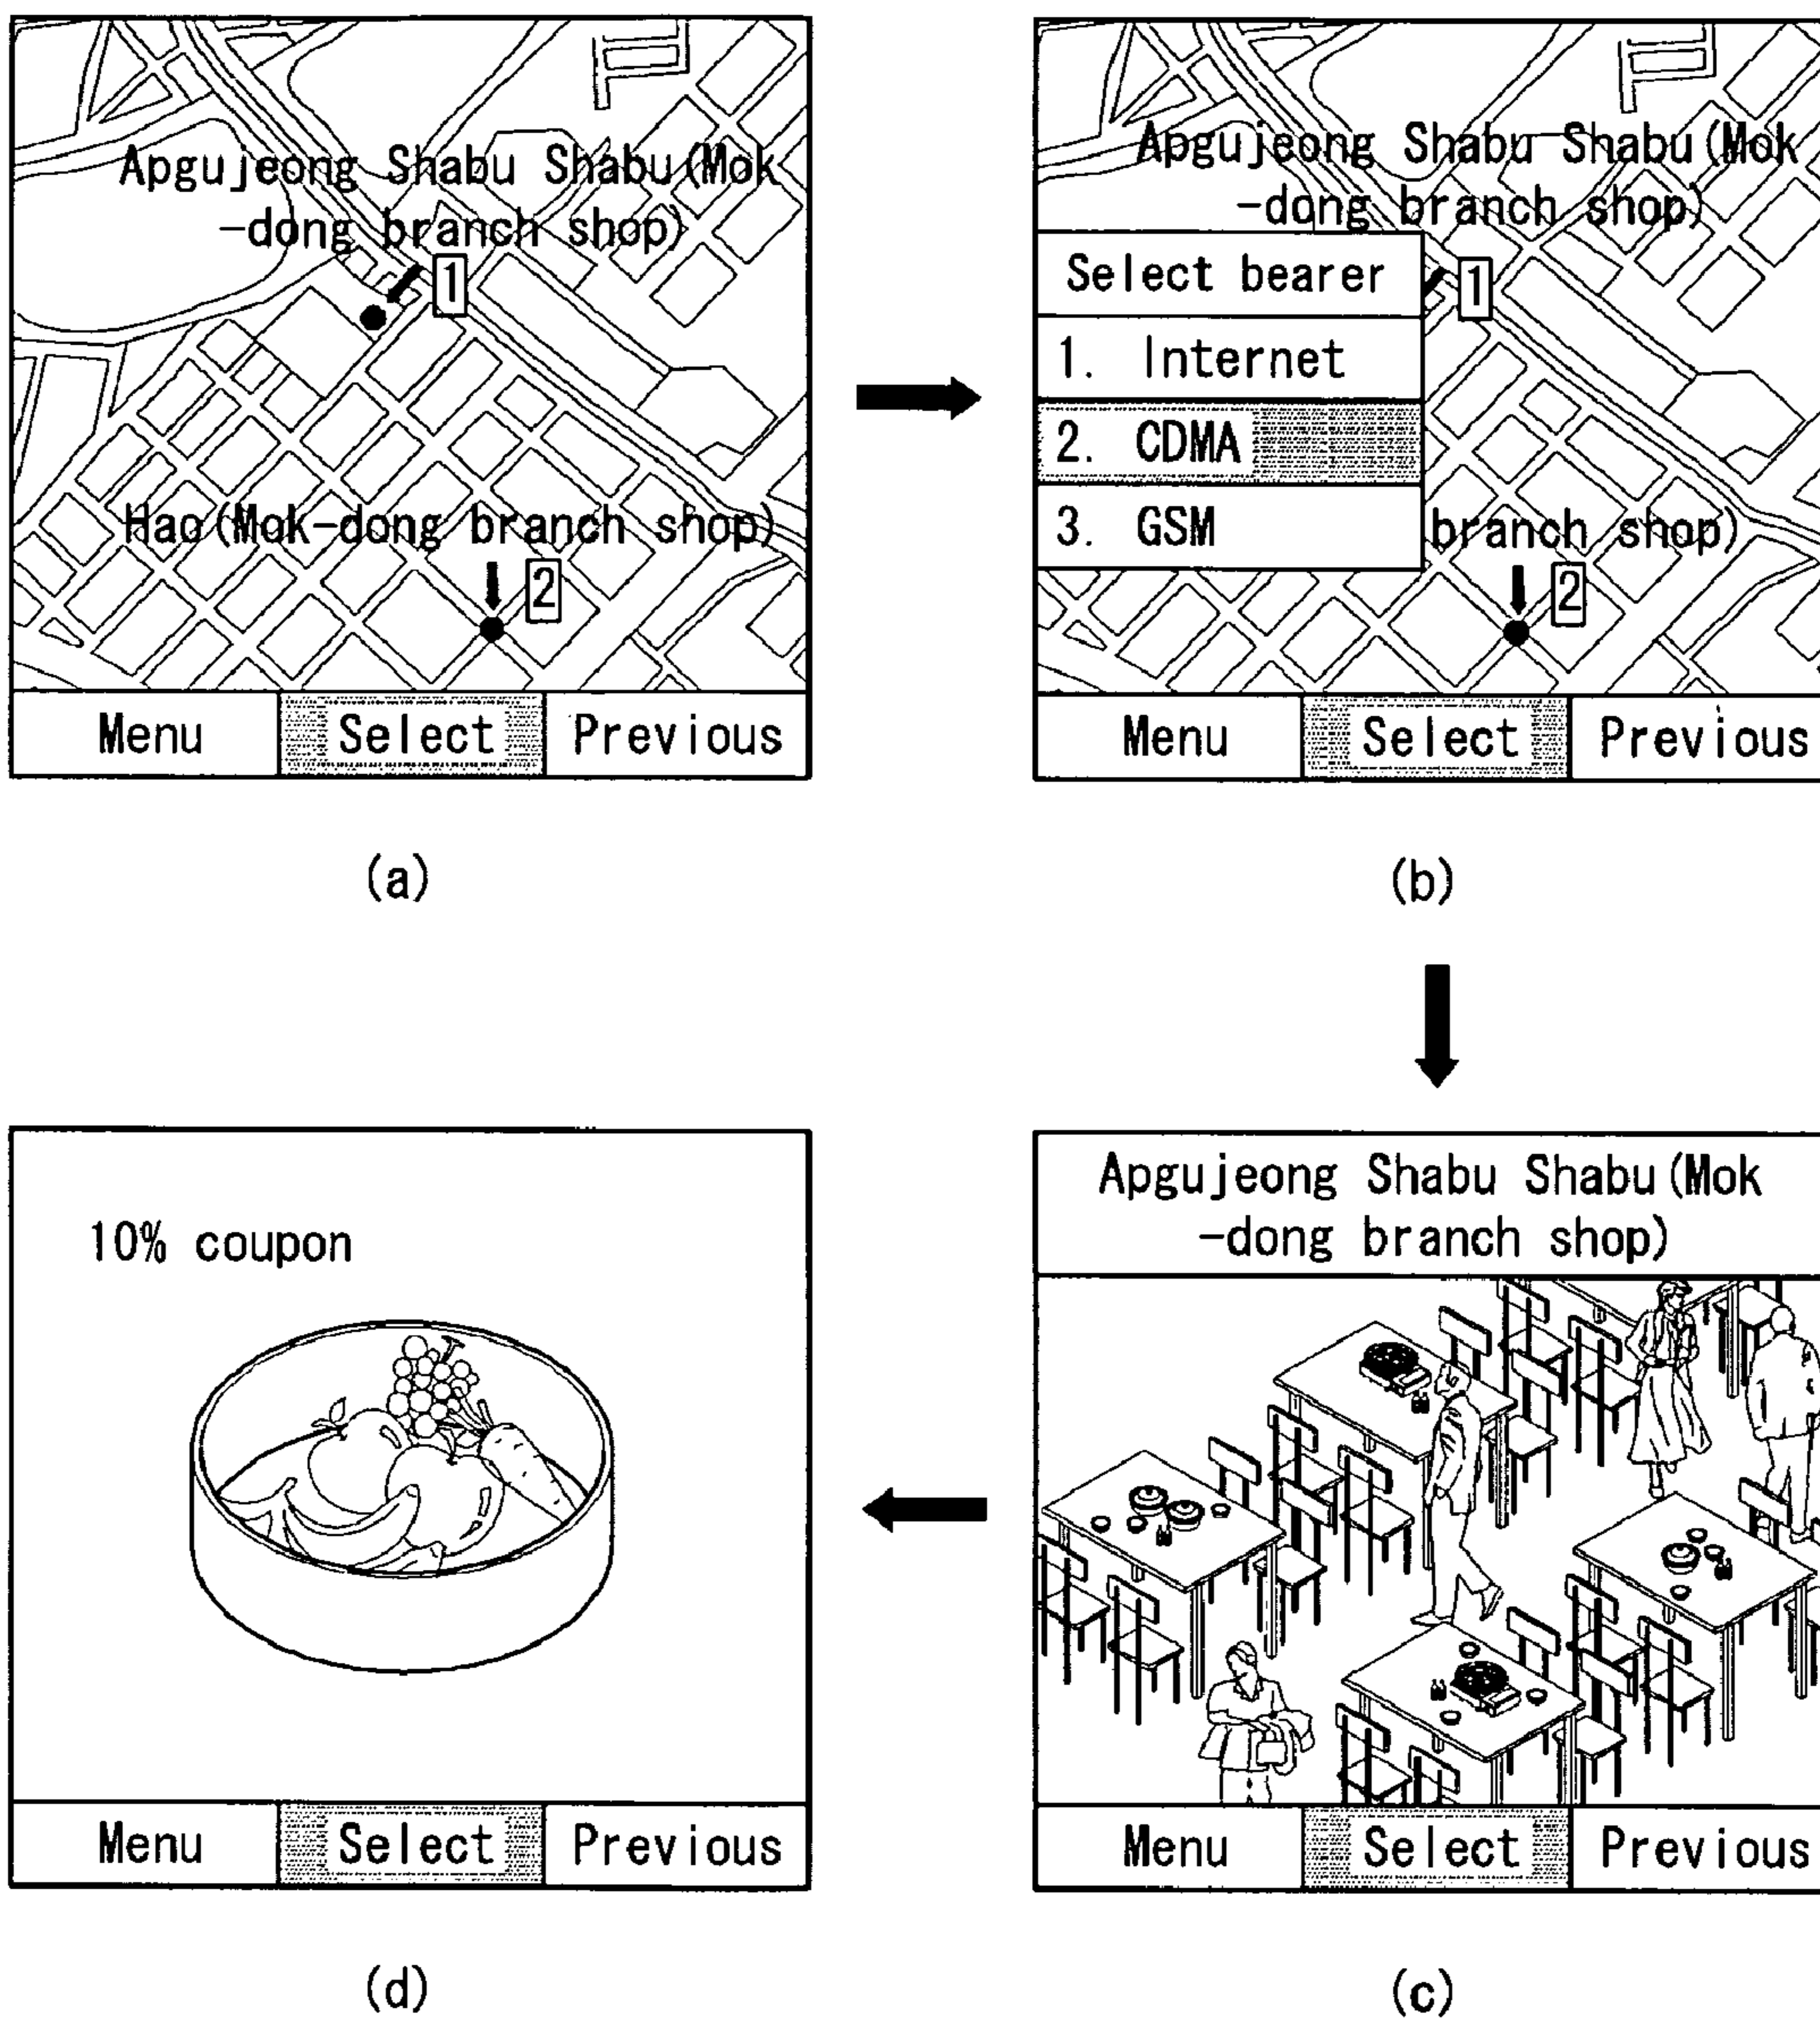 Apgujeong Shabu Shabu(Mok
-dong branch shop)
1
Hao(Mok-dong branch shop)
2
Menu Select Previous
(a)
Apgujeong Shabu Shabu(Mok
-dong branch shop)
Select bearer
1
1. Internet
2. CDMA
3. GSM
branch shop)
2
Menu Select Previous
(b)
10% coupon
Menu Select Previous
(d)
Apgujeong Shabu Shabu(Mok
-dong branch shop)
Menu Select Previous
(c)